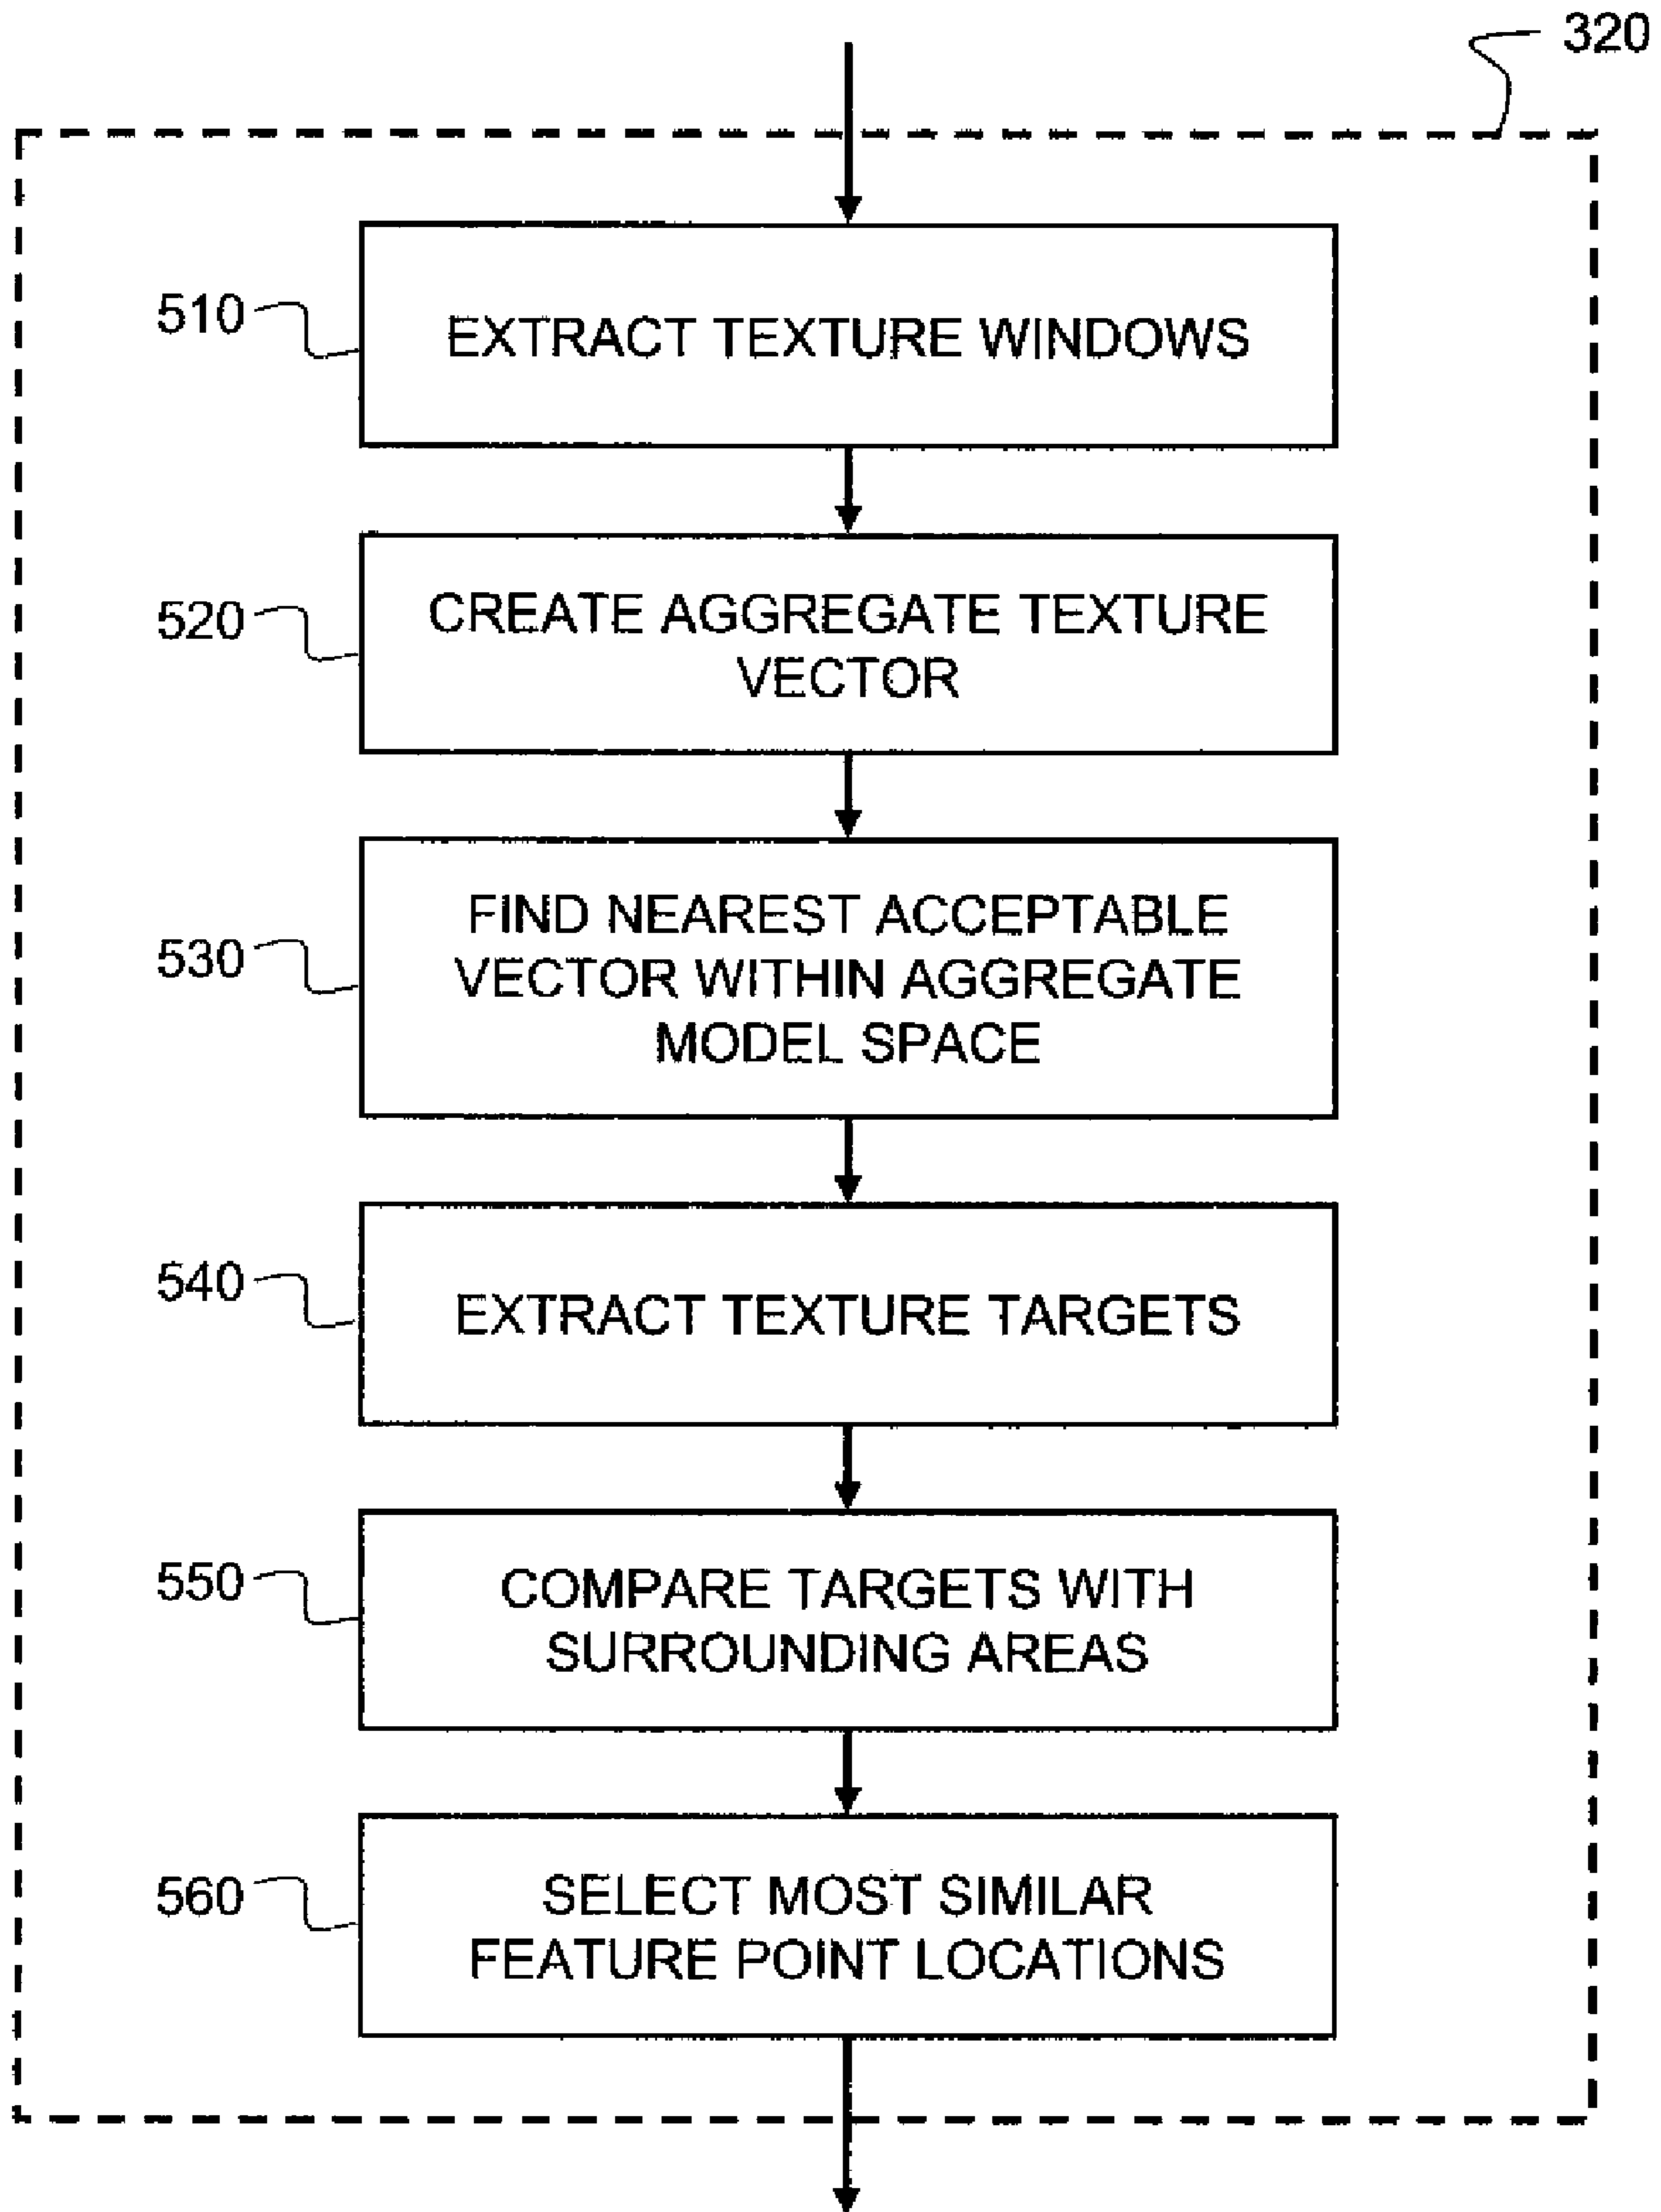 320
510
EXTRACT TEXTURE WINDOWS
520
CREATE AGGREGATE TEXTURE
VECTOR
530
FIND NEAREST ACCEPTABLE
VECTOR WITHIN AGGREGATE
MODEL SPACE
540
EXTRACT TEXTURE TARGETS
550
COMPARE TARGETS WITH
SURROUNDING AREAS
560
SELECT MOST SIMILAR
FEATURE POINT LOCATIONS